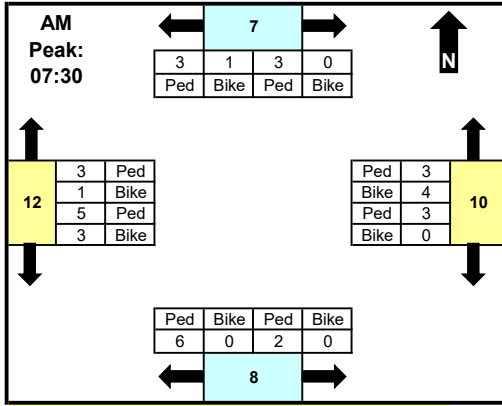 AM
Peak:
07:30
7
3 1 3 0
Ped Bike Ped Bike
N
12
3 Ped
1 Bike
5 Ped
3 Bike
Ped 3
Bike 4
Ped 3
Bike 0
10
Ped Bike Ped Bike
6 0 2 0
8